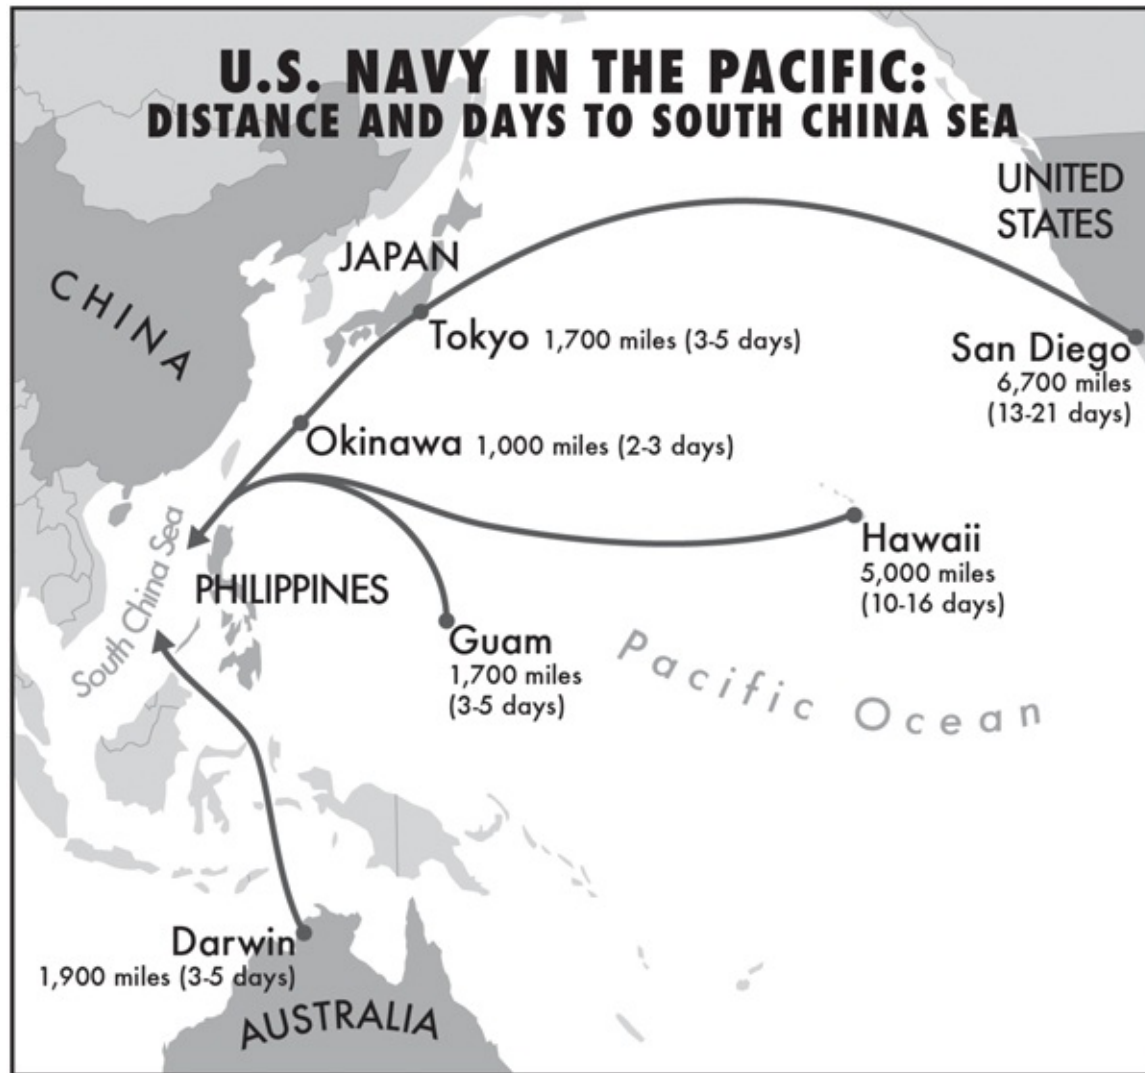 U.S. NAVY IN THE PACIFIC:
DISTANCE AND DAYS TO SOUTH CHINA SEA
UNITED
STATES
JAPAN
CHINA
Tokyo 1,700 miles (3-5 days)
San Diego
6,700 miles
(13-21 days)
Okinawa 1,000 miles (2-3 days)
South China Sea
Hawaii
5,000 miles
(10-16 days)
PHILIPPINES
Guam
1,700 miles
(3-5 days)
Pacific Ocean
Darwin
1,900 miles (3-5 days)
AUSTRALIA